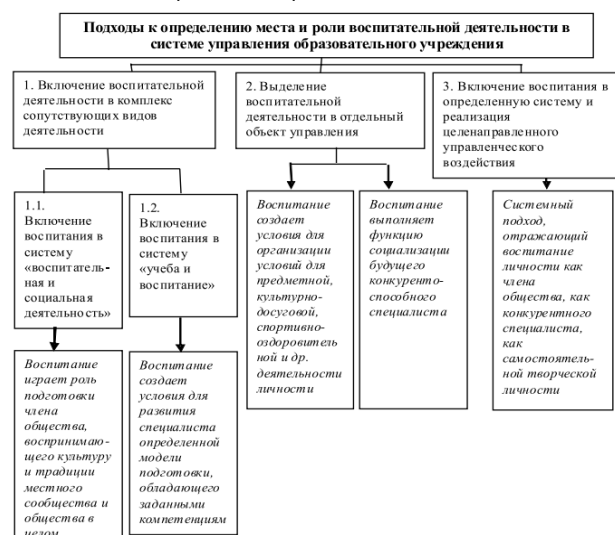 Подходы к определению места и роли воспитательной деятельности в
системе управления образовательного учреждения
1. Включение воспитательной
деятельности в комплекс
сопутствующих видов
деятельности
2. Выделение
воспитательной
деятельности в отдельный
объект управления
3. Включение воспитания в
определенную систему и
реализация
целенаправленного
управленческого
воздействия
1.1.
Включение
воспитания в
систему
«воспитатель-
ная и
социальная
деятельность»
1.2.
Включение
воспитания в
систему
«учеба и
воспитание»
Воспитание
создает
условия для
организации
условий для
предметной,
культурно-
досуговой,
спортивно-
оздоровитель
ной и др.
деятельности
личности
Воспитание
выполняет
функцию
социализации
будущего
конкуренто-
способного
специалиста
Системный
подход,
отражающий
воспитание
личности как
члена
общества, как
конкурентного
специалиста,
как
самостоятель-
ной творческой
личности
Воспитание
играет роль
подготовки
члена
общества,
воспринимаю-
щего культуру
и традиции
местного
сообщества и
общества в
целом
Воспитание
создает
условия для
развития
специалиста
определенной
модели
подготовки,
обладающего
заданными
компетенциям